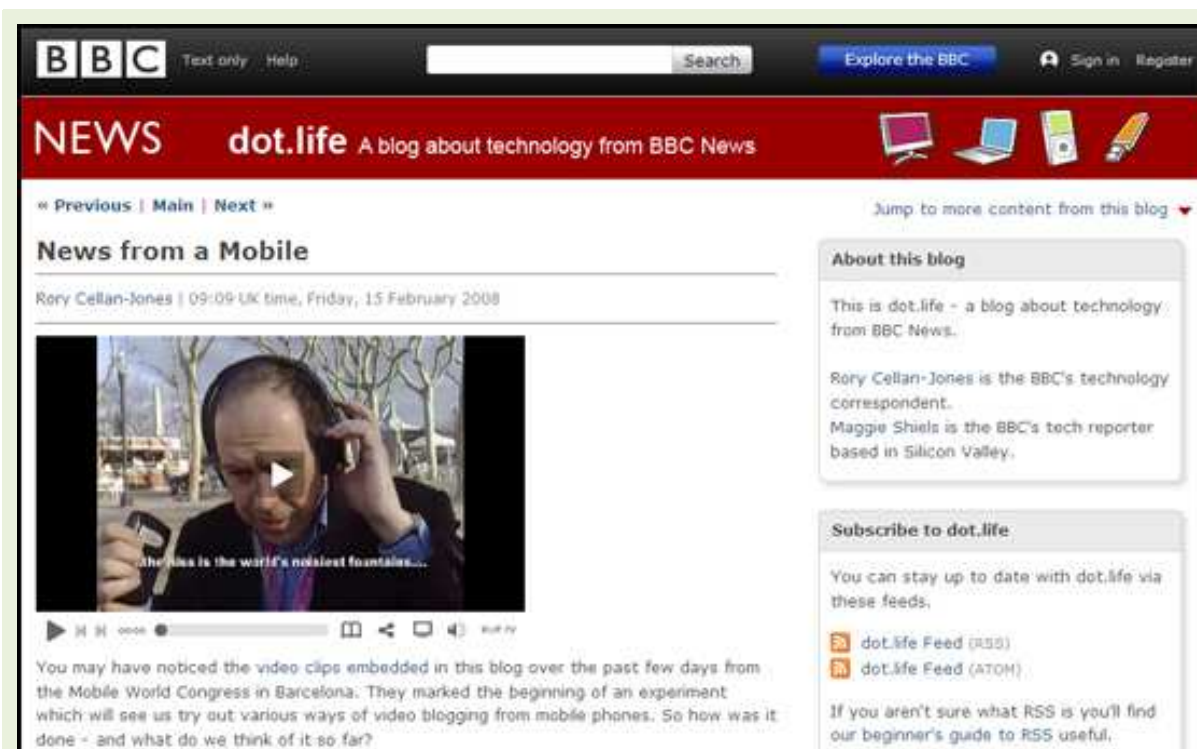 BBC Text only Help Search Explore the BBC Sign in Register
NEWS dot.life A blog about technology from BBC News
« Previous | Main | Next »
Jump to more content from this blog
News from a Mobile
Rory Cellan-Jones | 09:09 UK time, Friday, 15 February 2008
the hiss is the world's noisiest fountains....
00:00
You may have noticed the video clips embedded in this blog over the past few days from
the Mobile World Congress in Barcelona. They marked the beginning of an experiment
which will see us try out various ways of video blogging from mobile phones. So how was it
done - and what do we think of it so far?
About this blog
This is dot.life - a blog about technology
from BBC News.
Rory Cellan-Jones is the BBC's technology
correspondent.
Maggie Shiels is the BBC's tech reporter
based in Silicon Valley.
Subscribe to dot.life
You can stay up to date with dot.life via
these feeds.
dot.life Feed (RSS)
dot.life Feed (ATOM)
If you aren't sure what RSS is you'll find
our beginner's guide to RSS useful.